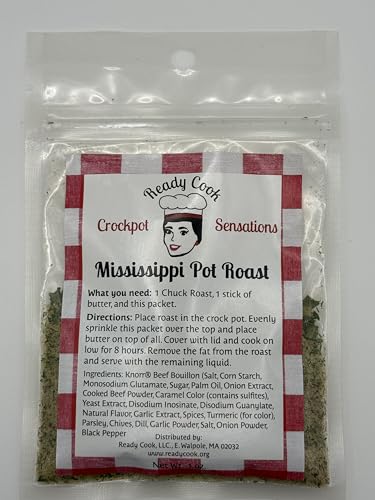 Ready Cook
Crockpot Sensations
Mississippi Pot Roast
What you need: 1 Chuck Roast, 1 stick of
butter, and this packet.
Directions: Place roast in the crock pot. Evenly
sprinkle this packet over the top and place
butter on top of all. Cover with lid and cook on
low for 8 hours. Remove the fat from the roast
and serve with the remaining liquid.
Ingredients: Knorr® Beef Bouillon (Salt, Corn Starch,
Monosodium Glutamate, Sugar, Palm Oil, Onion Extract,
Cooked Beef Powder, Caramel Color (contains sulfites),
Yeast Extract, Disodium Inosinate, Disodium Guanylate,
Natural Flavor, Garlic Extract, Spices, Turmeric (for color),
Parsley, Chives, Dill, Garlic Powder, Salt, Onion Powder,
Black Pepper
Distributed by:
Ready Cook, LLC., E. Walpole, MA 02032
www.readycook.org
Net Wt. oz.